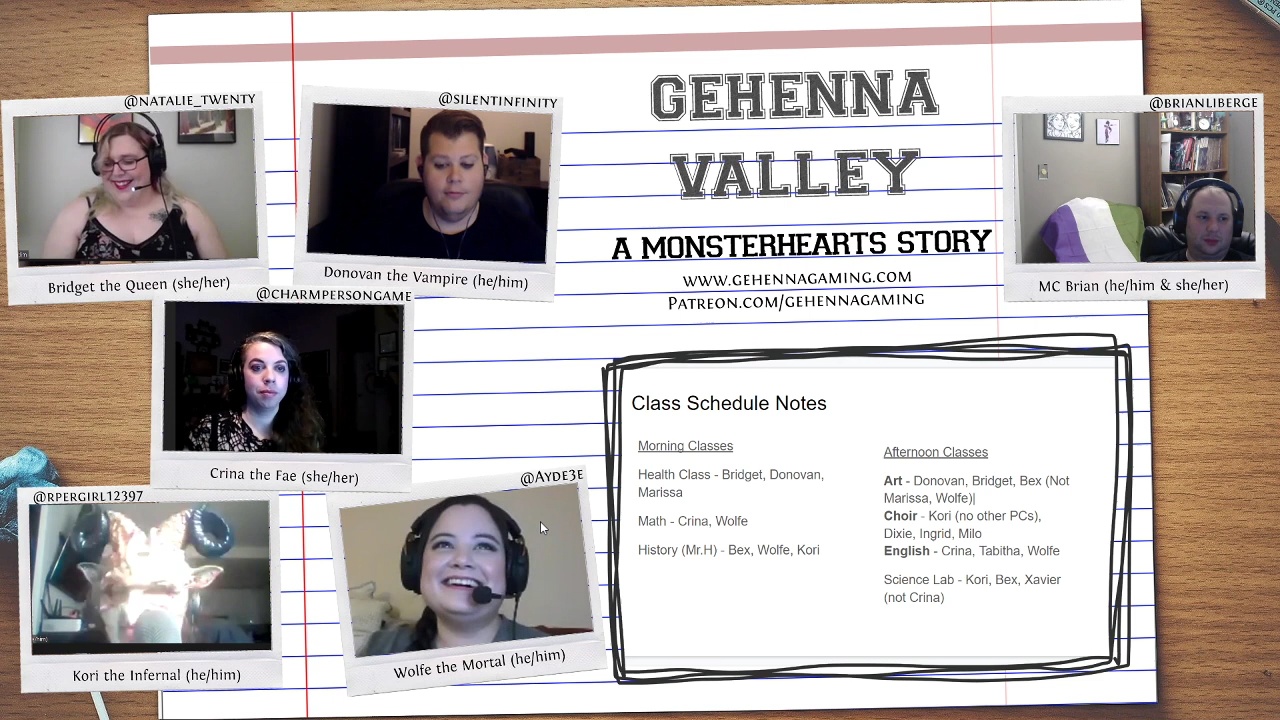 @NATALIE_TWENTY
Bridget the Queen (she/her)
@SILENTINFINITY
Donovan the Vampire (he/him)
GEHENNA
VALLEY
A MONSTERHEARTS STORY
WWW.GEHENNAGAMING.COM
PATREON.COM/GEHENNAGAMING
@BRIANLIBERGE
MC Brian (he/him & she/her)
@CHARMPERSONGAME
Crina the Fae (she/her)
@RPERGIRL12397
Kori the Infernal (he/him)
@AYDE3E
Wolfe the Mortal (he/him)
Class Schedule Notes
Morning Classes
Health Class - Bridget, Donovan,
Marissa
Math - Crina, Wolfe
History (Mr.H) - Bex, Wolfe, Kori
Afternoon Classes
Art - Donovan, Bridget, Bex (Not
Marissa, Wolfe)
Choir - Kori (no other PCs),
Dixie, Ingrid, Milo
English - Crina, Tabitha, Wolfe
Science Lab - Kori, Bex, Xavier
(not Crina)